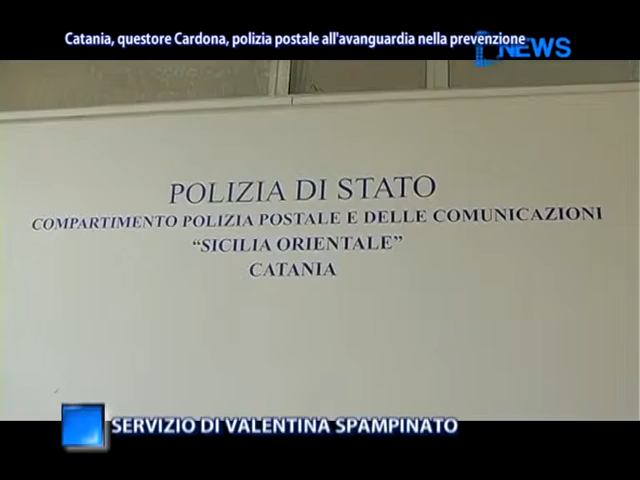 Catania, questore Cardona, polizia postale all'avanguardia nella prevenzione
NEWS
POLIZIA DI STATO
COMPARTIMENTO POLIZIA POSTALE E DELLE COMUNICAZIONI
“SICILIA ORIENTALE”
CATANIA
SERVIZIO DI VALENTINA SPAMPINATO